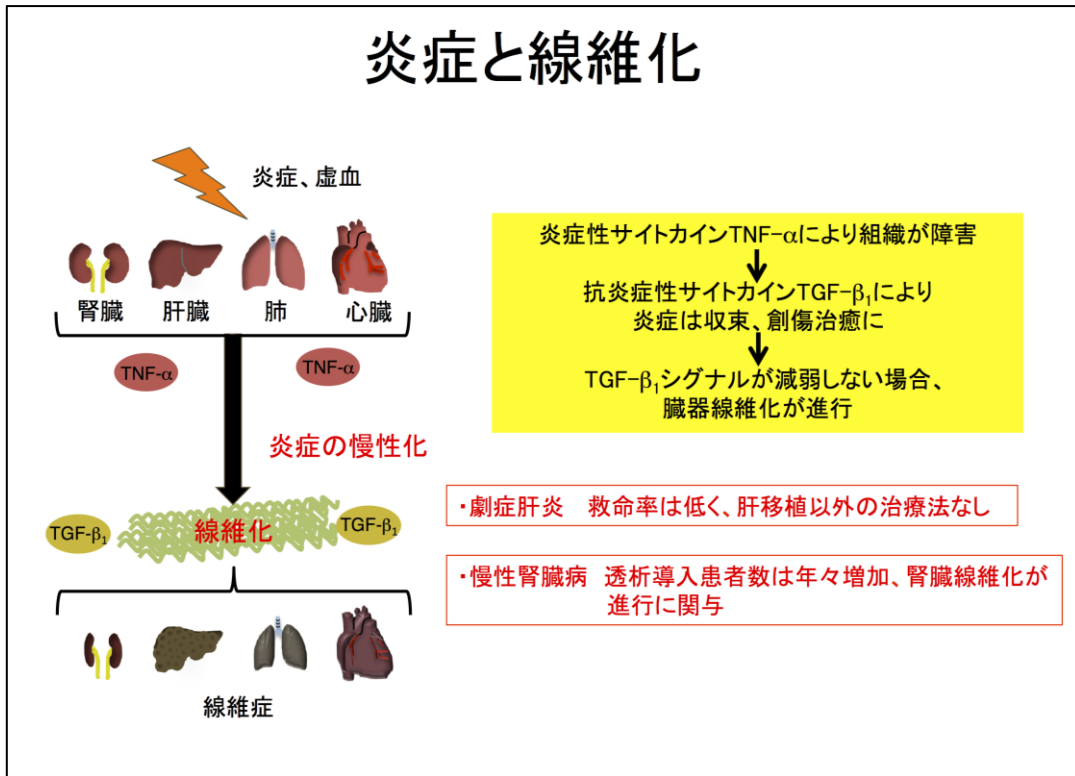 炎症と線維化
炎症、虚血
腎臓 肝臓 肺 心臓
TNF-α TNF-α
炎症の慢性化
TGF-β₁ 線維化 TGF-β₁
線維症
炎症性サイトカインTNF-αにより組織が障害
抗炎症性サイトカインTGF-β₁により
炎症は収束、創傷治癒に
TGF-β₁シグナルが減弱しない場合、
臓器線維化が進行
・劇症肝炎 救命率は低く、肝移植以外の治療法なし
・慢性腎臓病 透析導入患者数は年々増加、腎臓線維化が
進行に関与